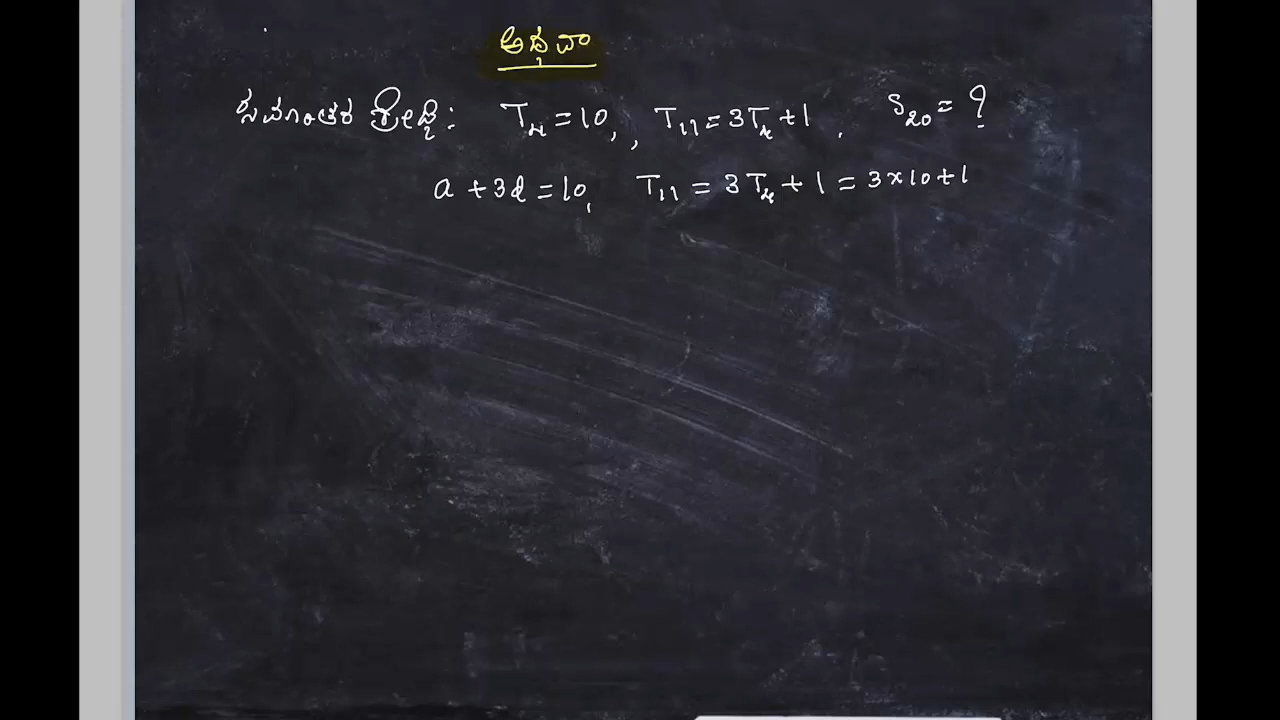 ಅಥವಾ
ಸಮಾಂತರ ಶ್ರೇಢಿ: T₄ = 10, , T₁₁ = 3T₄ + 1 , S₂₀ = ?
a + 3d = 10, T₁₁ = 3T₄ + 1 = 3 × 10 + 1